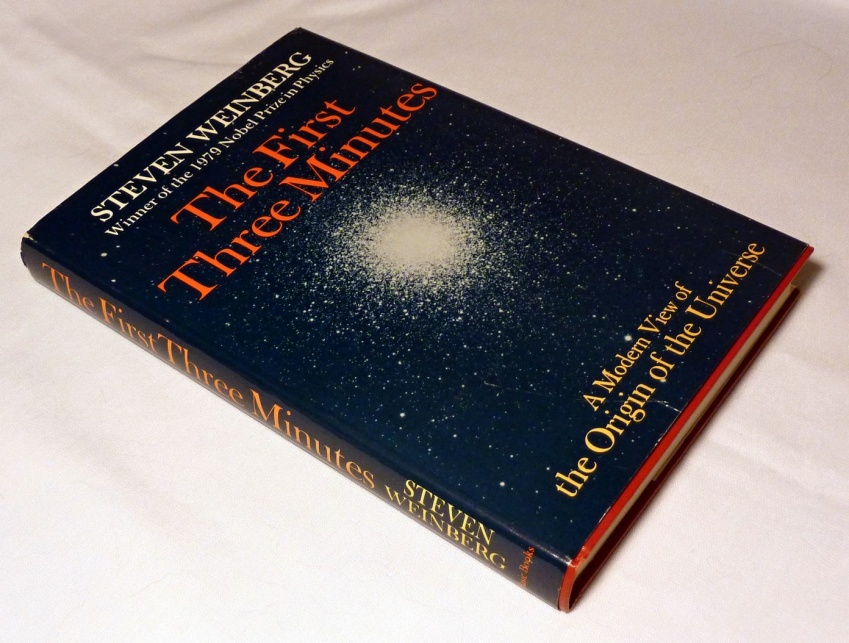 STEVEN WEINBERG
Winner of the 1979 Nobel Prize in Physics
The First
Three Minutes
A Modern View of
the Origin of the Universe
The First Three Minutes
STEVEN
WEINBERG
Books